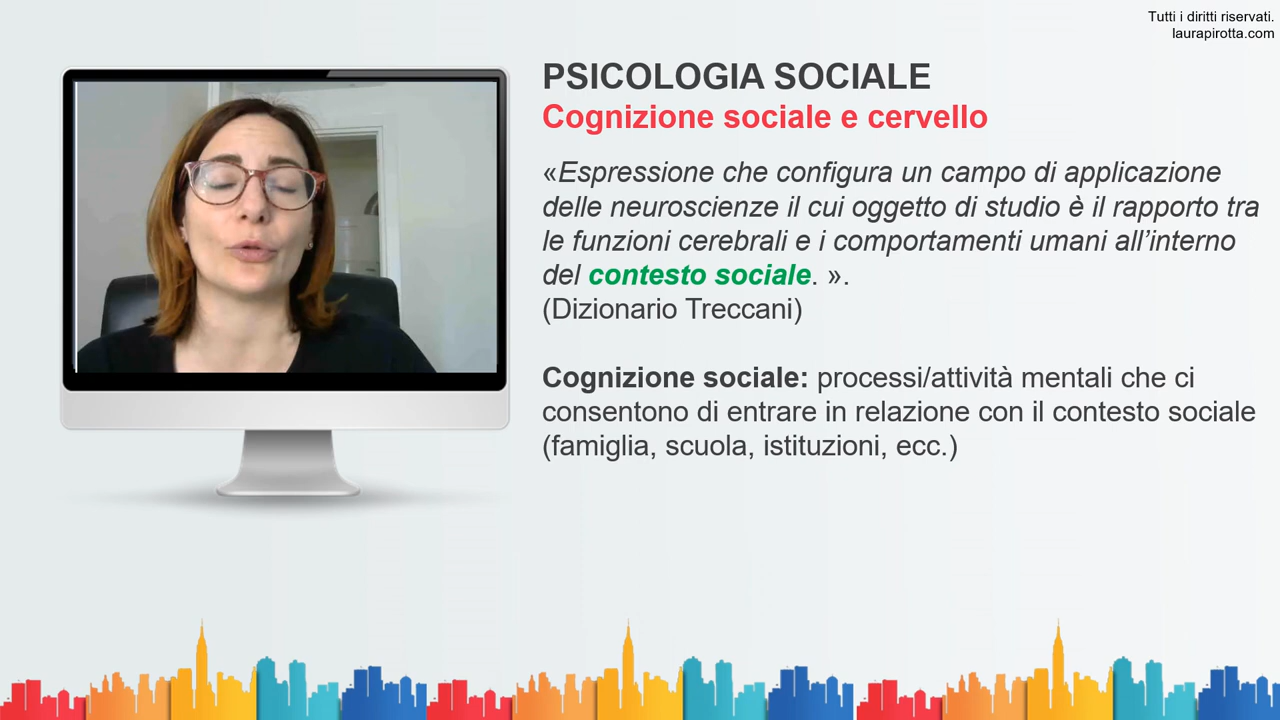 Tutti i diritti riservati.
laurapirotta.com
PSICOLOGIA SOCIALE
Cognizione sociale e cervello
«Espressione che configura un campo di applicazione
delle neuroscienze il cui oggetto di studio è il rapporto tra
le funzioni cerebrali e i comportamenti umani all’interno
del contesto sociale. ».
(Dizionario Treccani)
Cognizione sociale: processi/attività mentali che ci
consentono di entrare in relazione con il contesto sociale
(famiglia, scuola, istituzioni, ecc.)